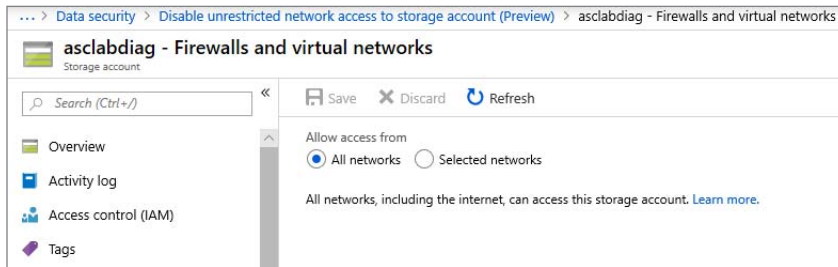 ... > Data security > Disable unrestricted network access to storage account (Preview) > asclabdiag - Firewalls and virtual networks
asclabdiag - Firewalls and virtual networks
Storage account
Search (Ctrl+/)
«
Save Discard Refresh
Overview
Activity log
Access control (IAM)
Tags
Allow access from
All networks Selected networks
All networks, including the internet, can access this storage account. Learn more.